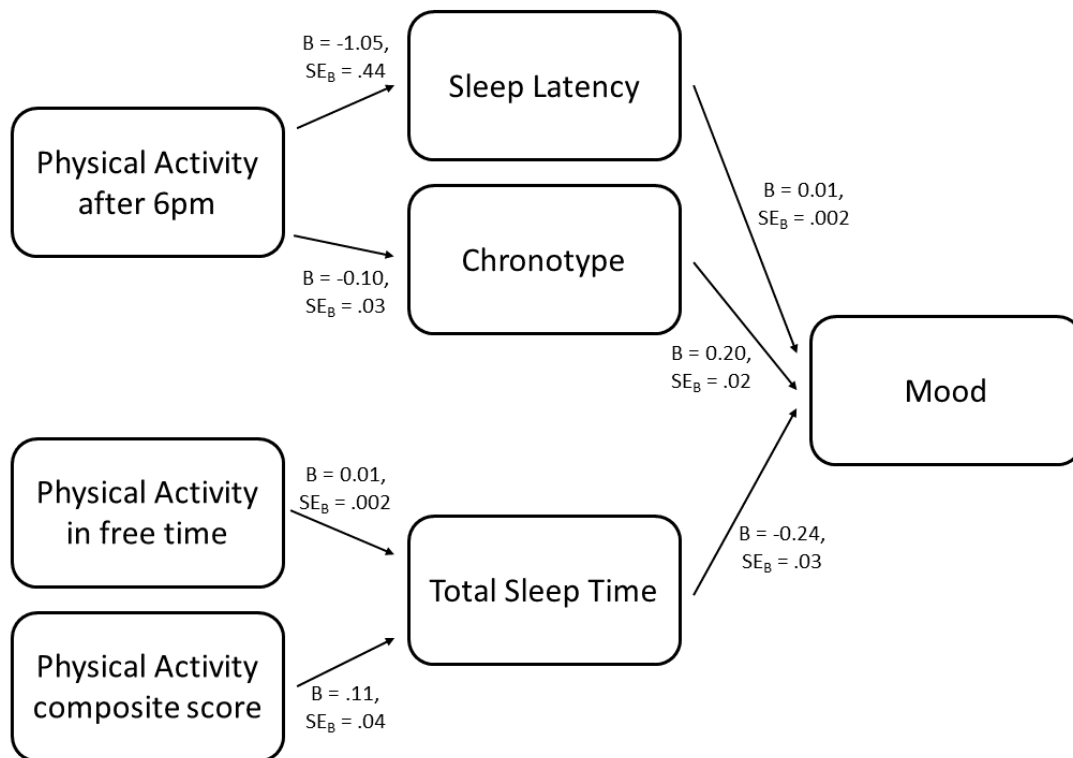 B = -1.05,
SEB = .44
Sleep Latency
Physical Activity
after 6pm
B = 0.01,
SEB = .002
Chronotype
B = -0.10,
SEB = .03
B = 0.20,
SEB = .02
Mood
Physical Activity
in free time
B = 0.01,
SEB = .002
B = -0.24,
SEB = .03
Total Sleep Time
Physical Activity
composite score
B = .11,
SEB = .04